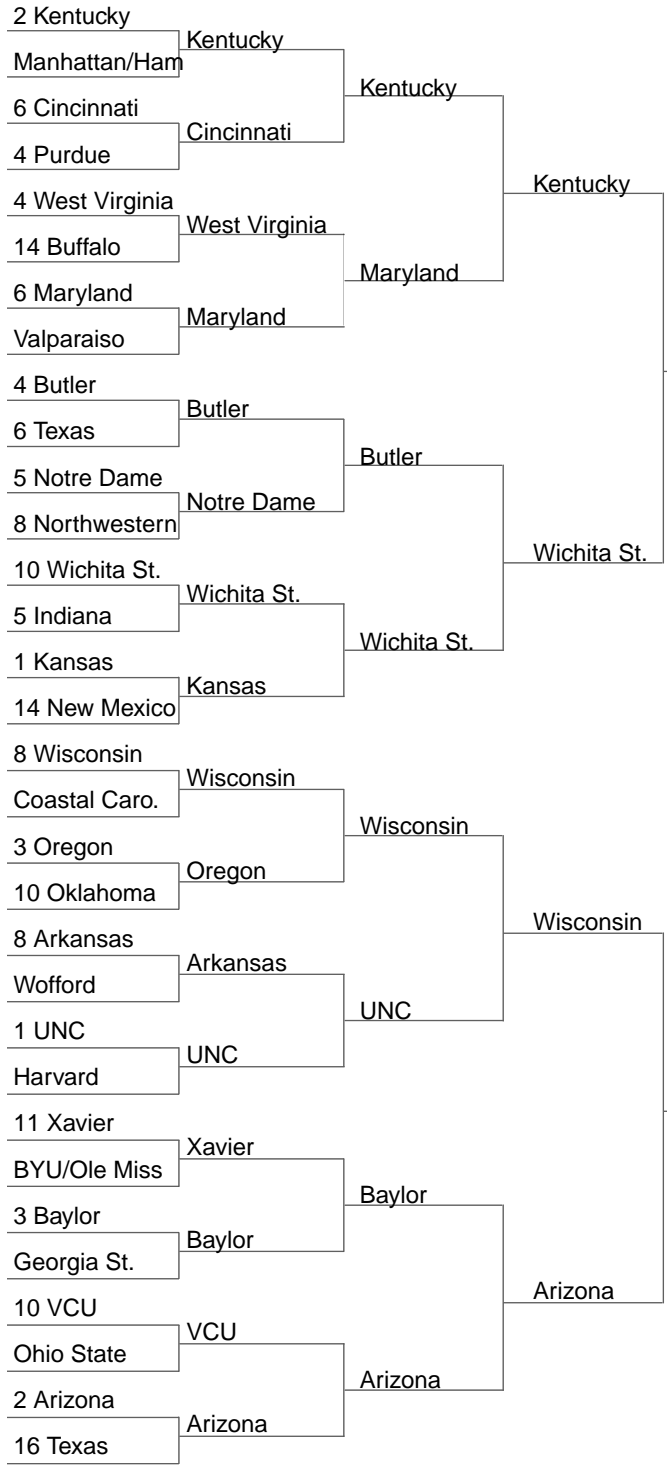 2 Kentucky
Manhattan/Ham
6 Cincinnati
4 Purdue
4 West Virginia
14 Buffalo
6 Maryland
Valparaiso
4 Butler
6 Texas
5 Notre Dame
8 Northwestern
10 Wichita St.
5 Indiana
1 Kansas
14 New Mexico
8 Wisconsin
Coastal Caro.
3 Oregon
10 Oklahoma
8 Arkansas
Wofford
1 UNC
Harvard
11 Xavier
BYU/Ole Miss
3 Baylor
Georgia St.
10 VCU
Ohio State
2 Arizona
16 Texas
Kentucky
Cincinnati
West Virginia
Maryland
Butler
Notre Dame
Wichita St.
Kansas
Wisconsin
Oregon
Arkansas
UNC
Xavier
Baylor
VCU
Arizona
Kentucky
Maryland
Butler
Wichita St.
Wisconsin
UNC
Baylor
Arizona
Kentucky
Wichita St.
Wisconsin
Arizona